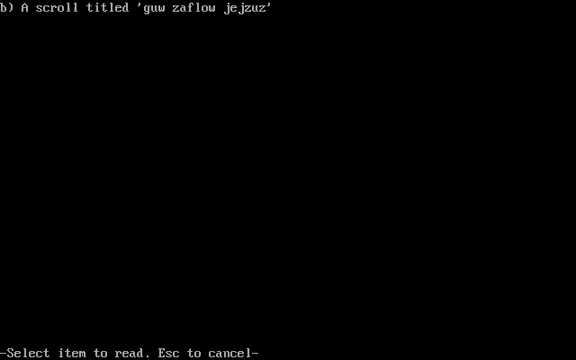 b) A scroll titled 'guw zaflow jejzuz'
-Select item to read. Esc to cancel-